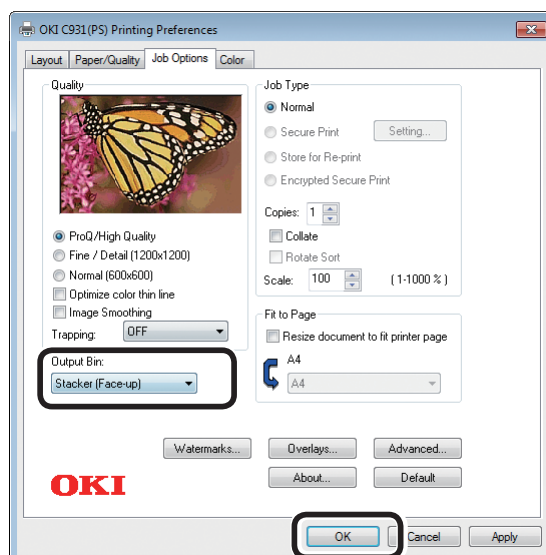 OKI C931(PS) Printing Preferences
Layout Paper/Quality Job Options Color
Quality
ProQ/High Quality
Fine / Detail (1200x1200)
Normal (600x600)
Optimize color thin line
Image Smoothing
Trapping: OFF
Output Bin:
Stacker (Face-up)
Job Type
Normal
Secure Print Setting...
Store for Re-print
Encrypted Secure Print
Copies: 1
Collate
Rotate Sort
Scale: 100 (1-1000 %)
Fit to Page
Resize document to fit printer page
A4
A4
Watermarks... Overlays... Advanced...
About... Default
OKI
OK Cancel Apply